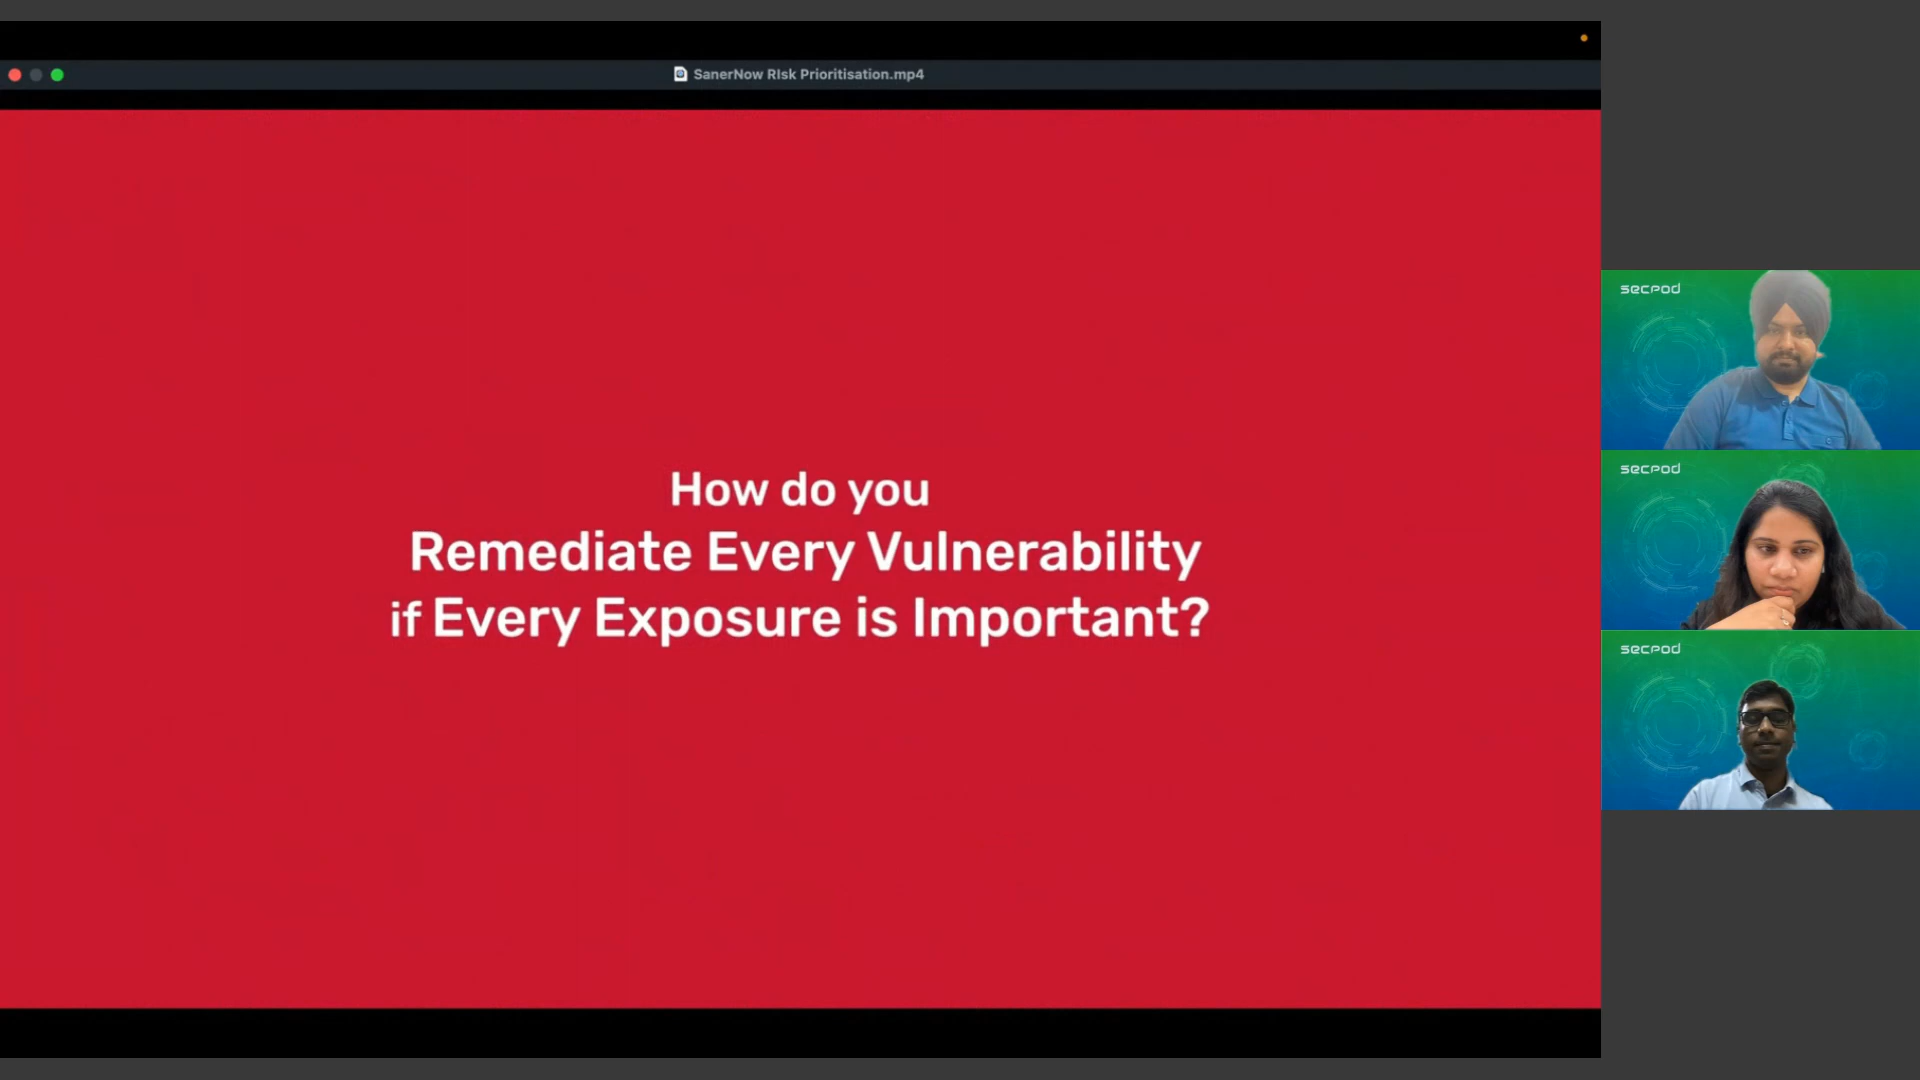 SanerNow RIsk Prioritisation.mp4
How do you
Remediate Every Vulnerability
if Every Exposure is Important?
secpod
secpod
secpod